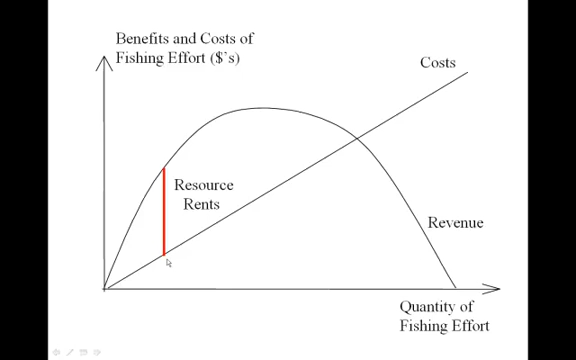 Benefits and Costs of
Fishing Effort ($'s)
Costs
Resource
Rents
Revenue
Quantity of
Fishing Effort